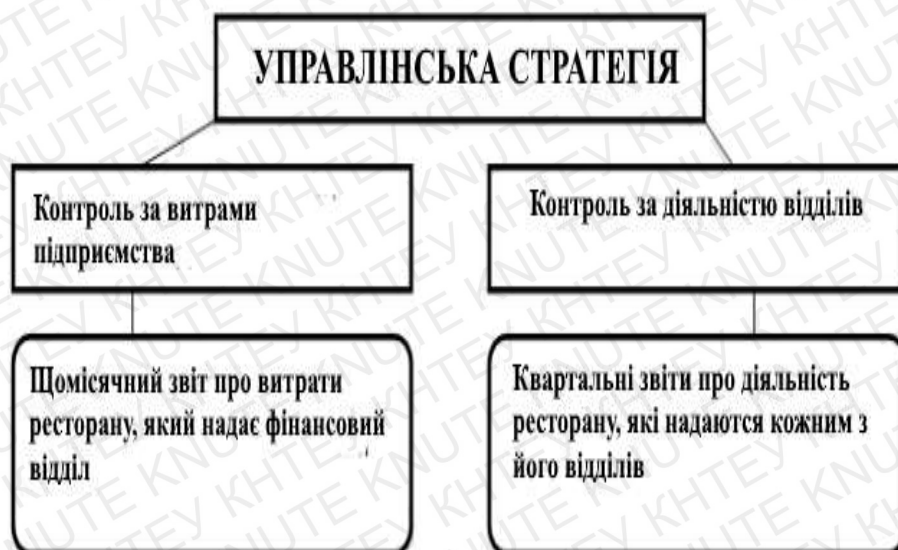 УПРАВЛІНСЬКА СТРАТЕГІЯ
Контроль за витрами
підприємства
Контроль за діяльністю відділів
Щомісячний звіт про витрати
ресторану, який надає фінансовий
відділ
Квартальні звіти про діяльність
ресторану, які надаются кожним з
його відділів